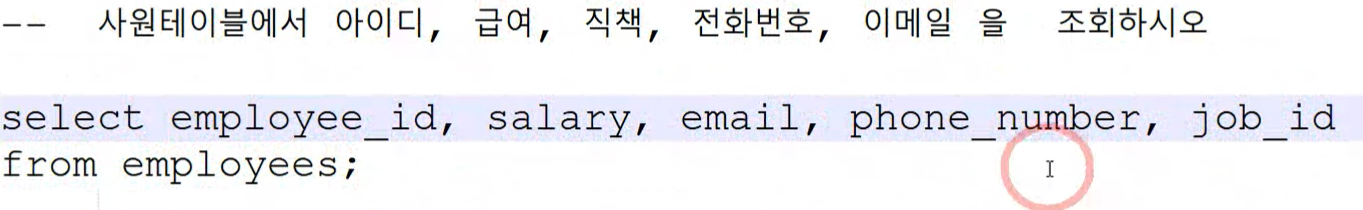 -- 사원테이블에서 아이디, 급여, 직책, 전화번호, 이메일 을 조회하시오
select employee_id, salary, email, phone_number, job_id
from employees;